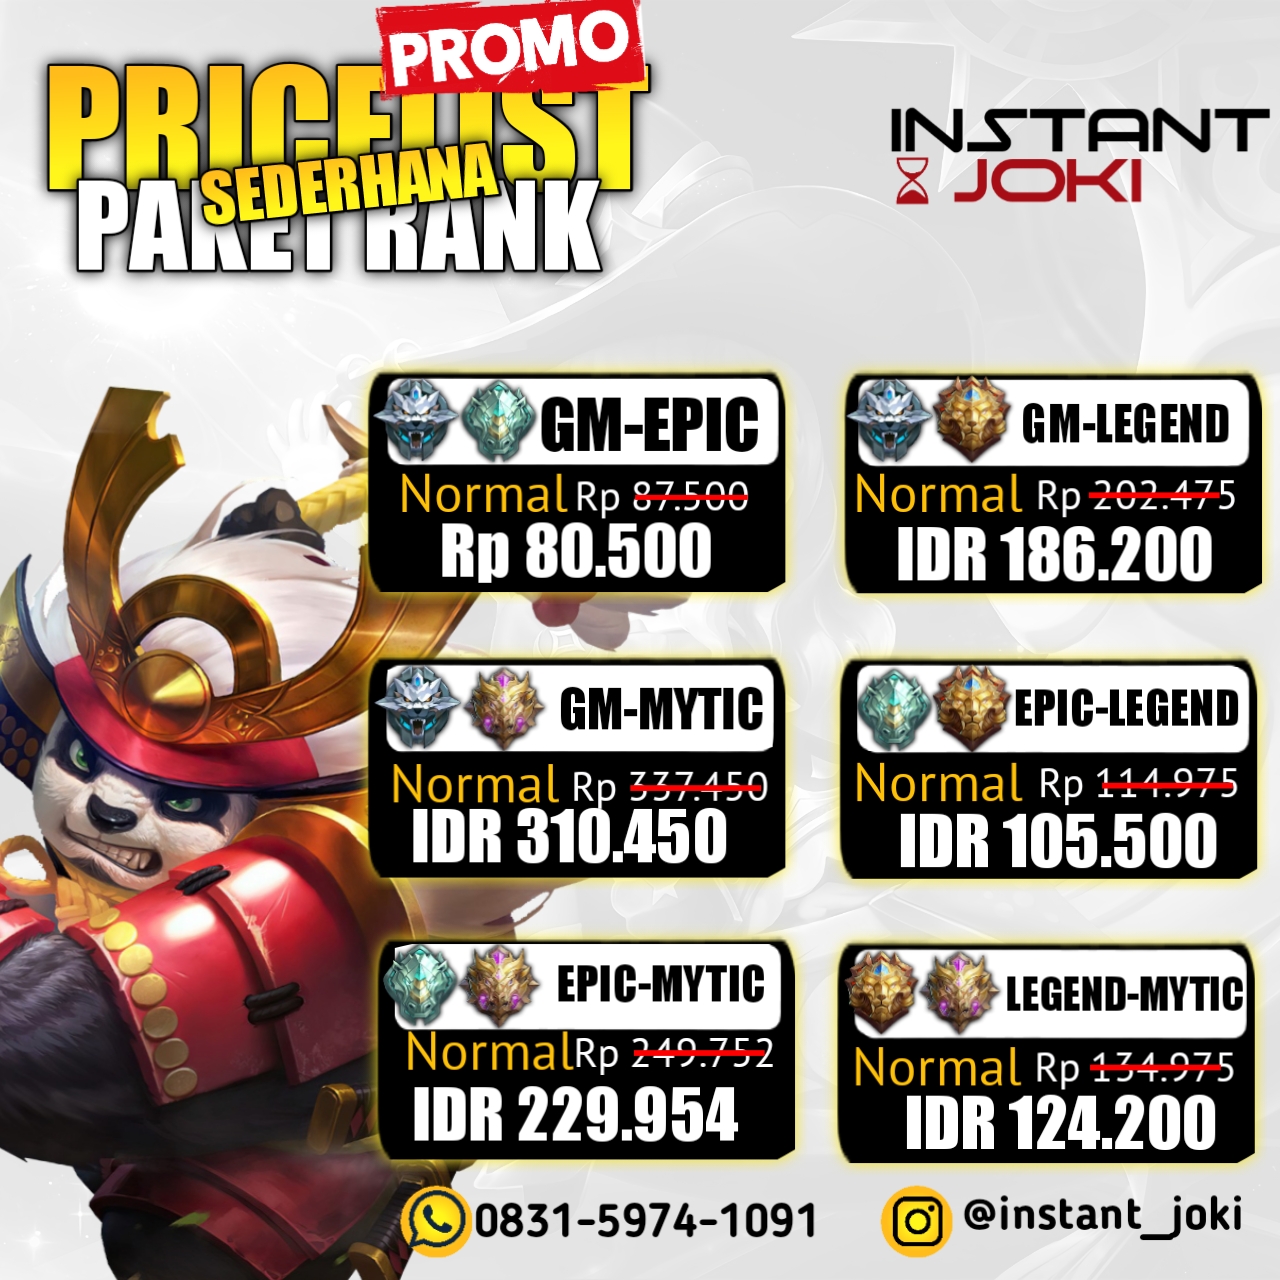 PROMO
PRICELIST
SEDERHANA
PAKET RANK
INSTANT
JOKI
GM-EPIC
Normal Rp 87.500
Rp 80.500
GM-LEGEND
Normal Rp 202.475
IDR 186.200
GM-MYTIC
Normal Rp 337.450
IDR 310.450
EPIC-LEGEND
Normal Rp 114.975
IDR 105.500
EPIC-MYTIC
Normal Rp 249.752
IDR 229.954
LEGEND-MYTIC
Normal Rp 134.975
IDR 124.200
0831-5974-1091
@instant_joki